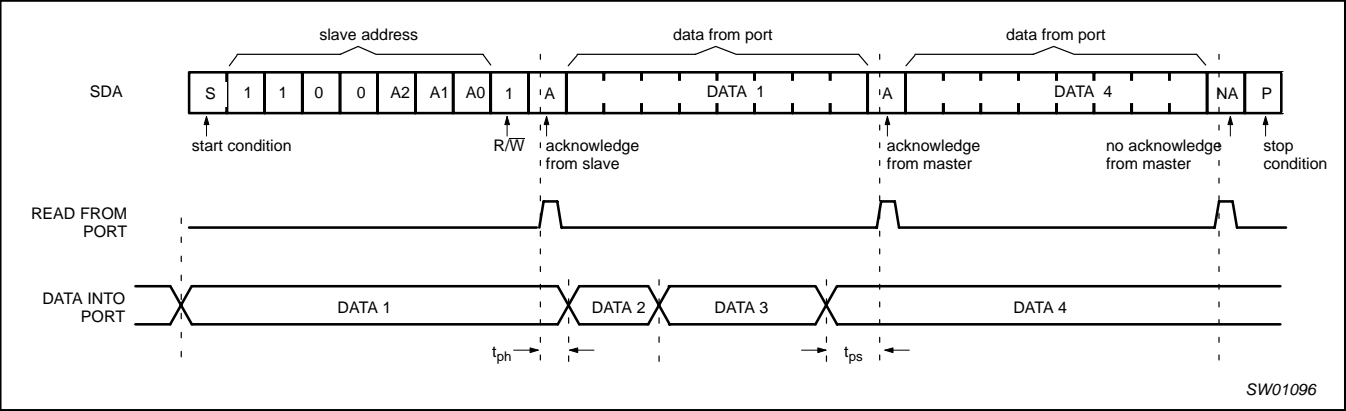 slave address data from port data from port
SDA S 1 1 0 0 A2 A1 A0 1 A DATA 1 A DATA 4 NA P
start condition R/W̅ acknowledge acknowledge no acknowledge stop
from slave from master from master condition
READ FROM
PORT
DATA INTO
PORT
DATA 1 DATA 2 DATA 3 DATA 4
tph tps
SW01096